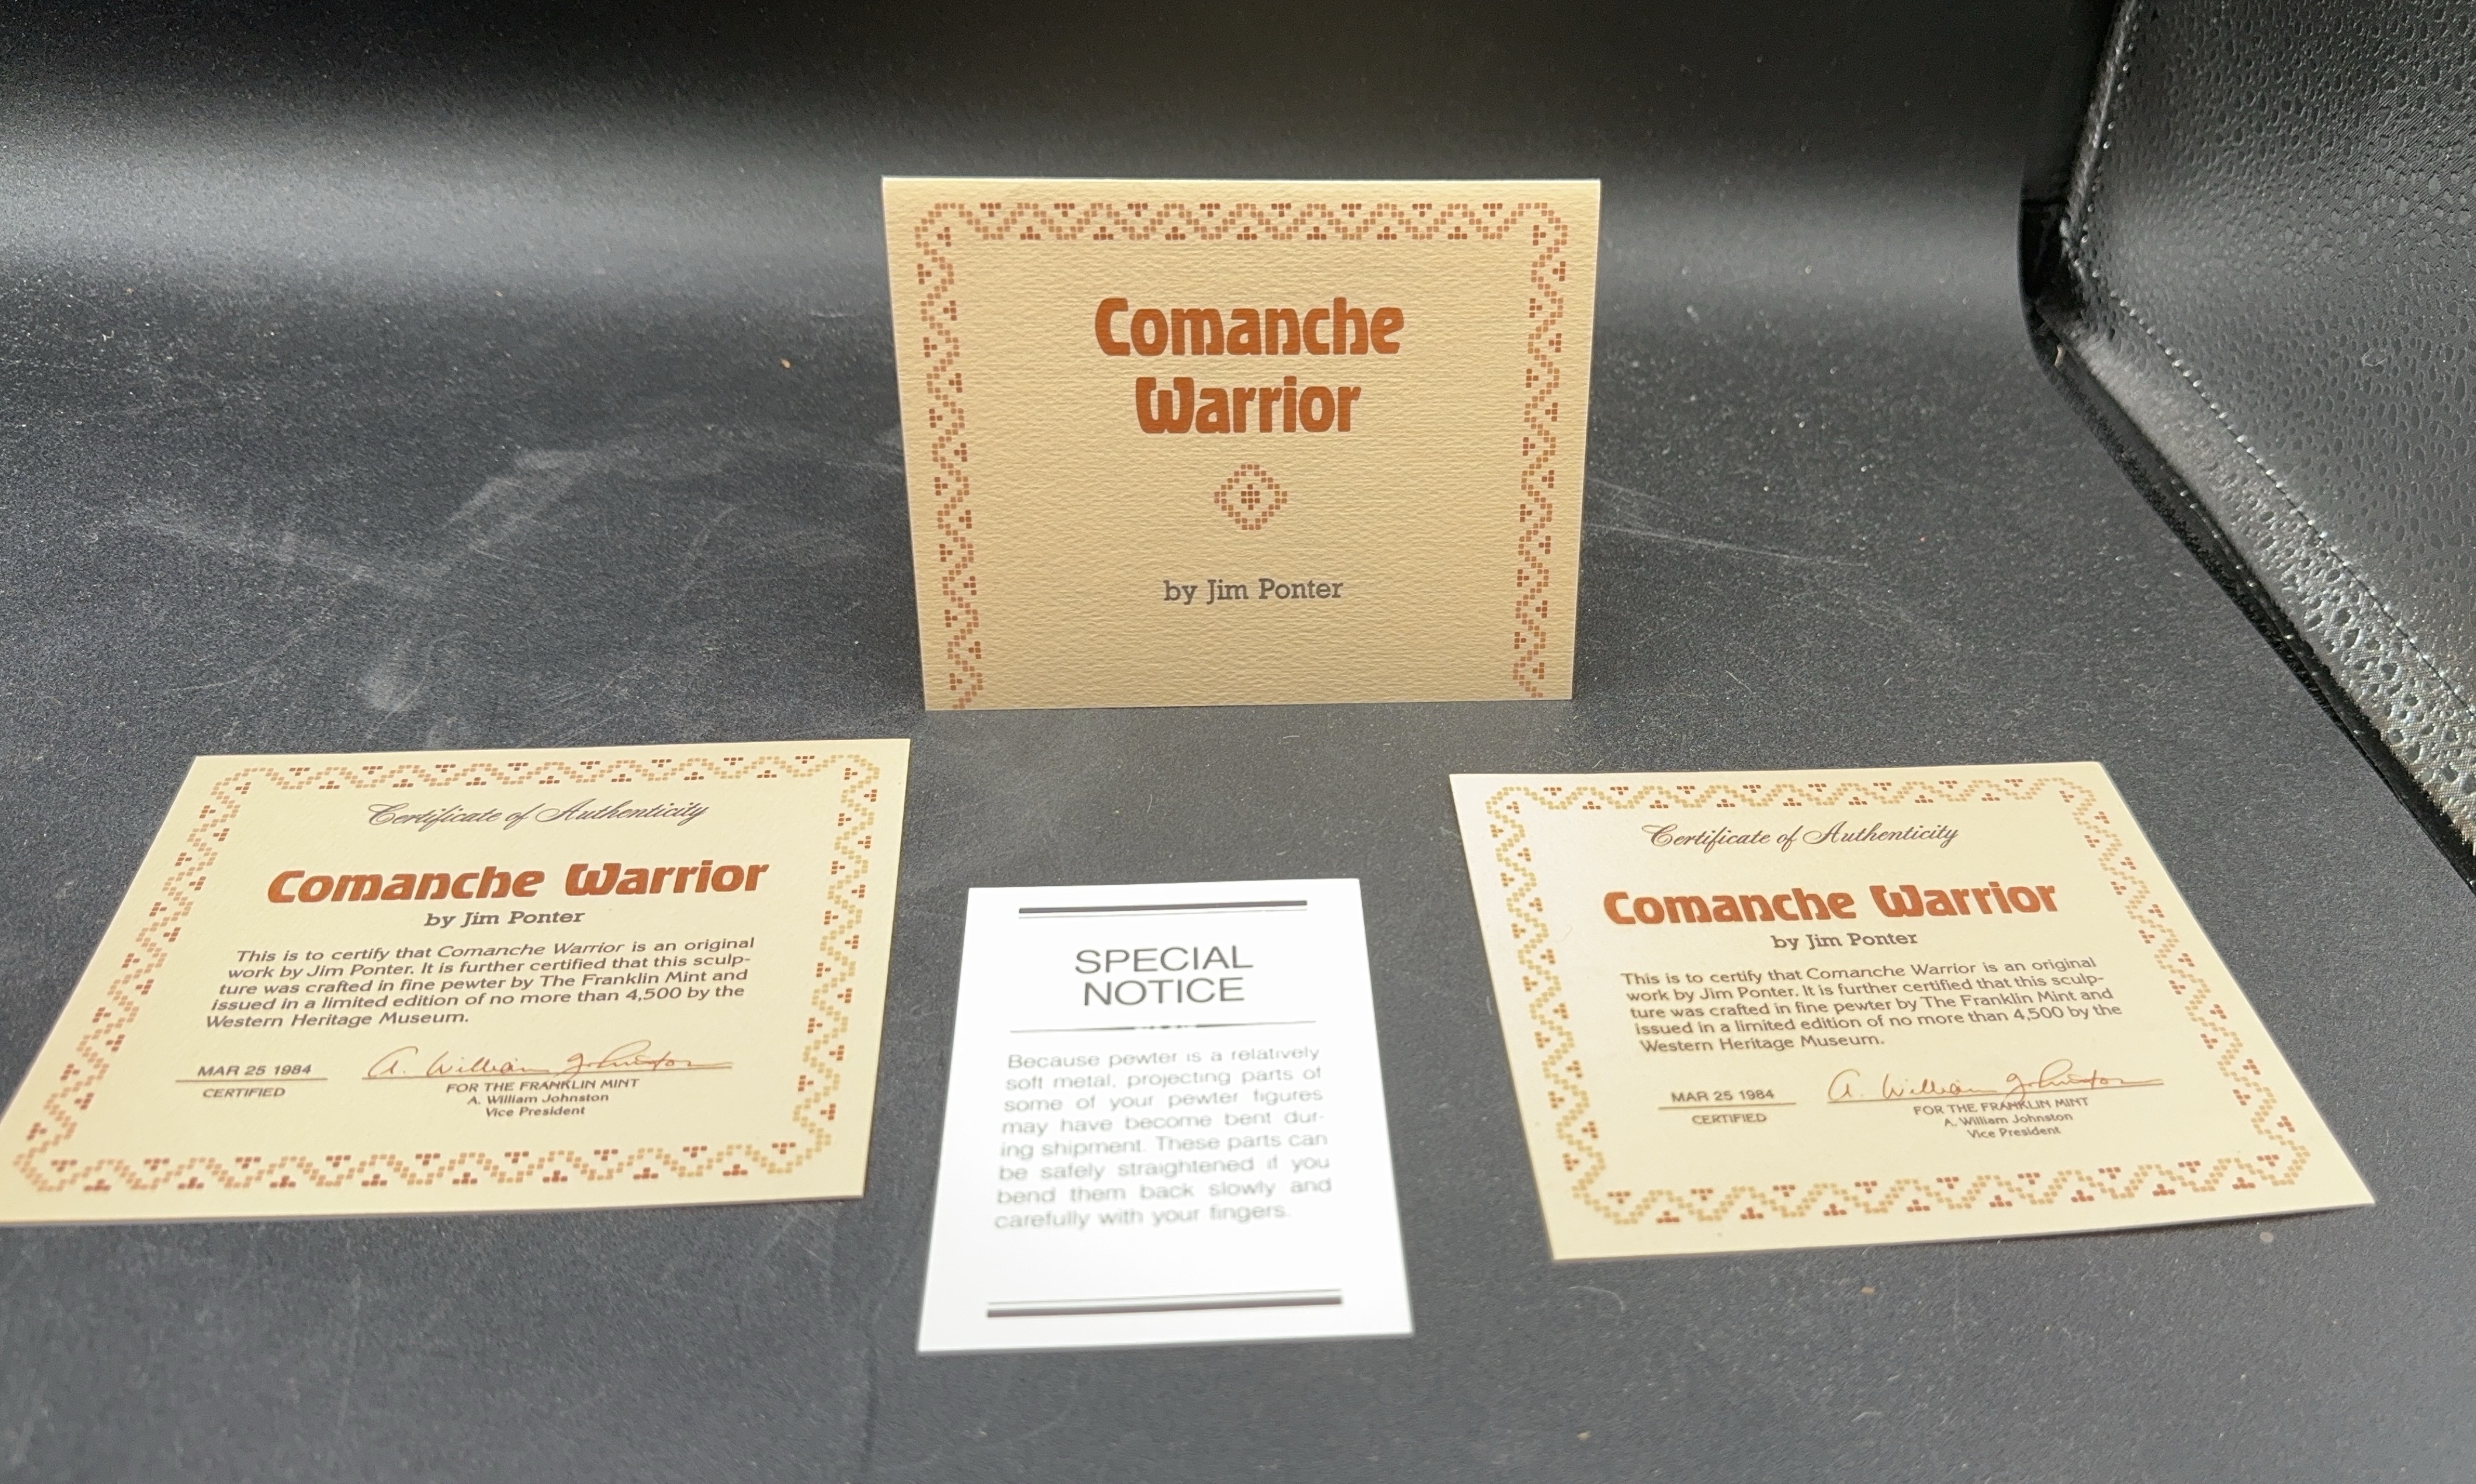 Comanche
Warrior
by Jim Ponter
Certificate of Authenticity
Comanche Warrior
by Jim Ponter
This is to certify that Comanche Warrior is an original
work by Jim Ponter. It is further certified that this sculp-
ture was crafted in fine pewter by The Franklin Mint and
issued in a limited edition of no more than 4,500 by the
Western Heritage Museum.
MAR 25 1984
CERTIFIED
A. William Johnston
FOR THE FRANKLIN MINT
A. William Johnston
Vice President
SPECIAL
NOTICE
Because pewter is a relatively
soft metal, projecting parts of
some of your pewter figures
may have become bent dur-
ing shipment. These parts can
be safely straightened if you
bend them back slowly and
carefully with your fingers.
Certificate of Authenticity
Comanche Warrior
by Jim Ponter
This is to certify that Comanche Warrior is an original
work by Jim Ponter. It is further certified that this sculp-
ture was crafted in fine pewter by The Franklin Mint and
issued in a limited edition of no more than 4,500 by the
Western Heritage Museum.
MAR 25 1984
CERTIFIED
A. William Johnston
FOR THE FRANKLIN MINT
A. William Johnston
Vice President